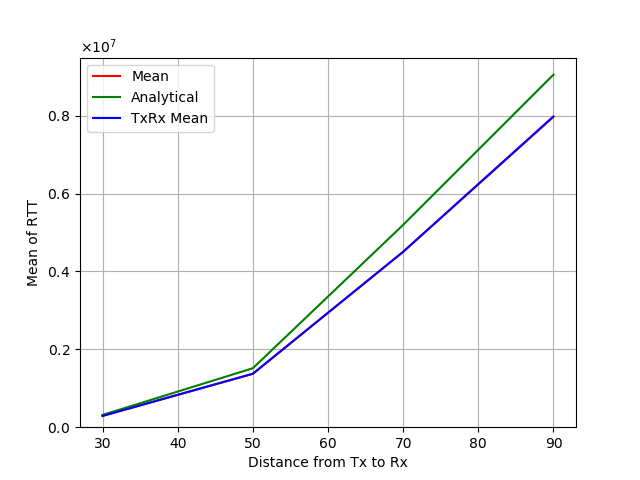 ×10⁷
Mean
Analytical
TxRx Mean
0.8
0.6
0.4
0.2
0.0
Mean of RTT
30 40 50 60 70 80 90
Distance from Tx to Rx